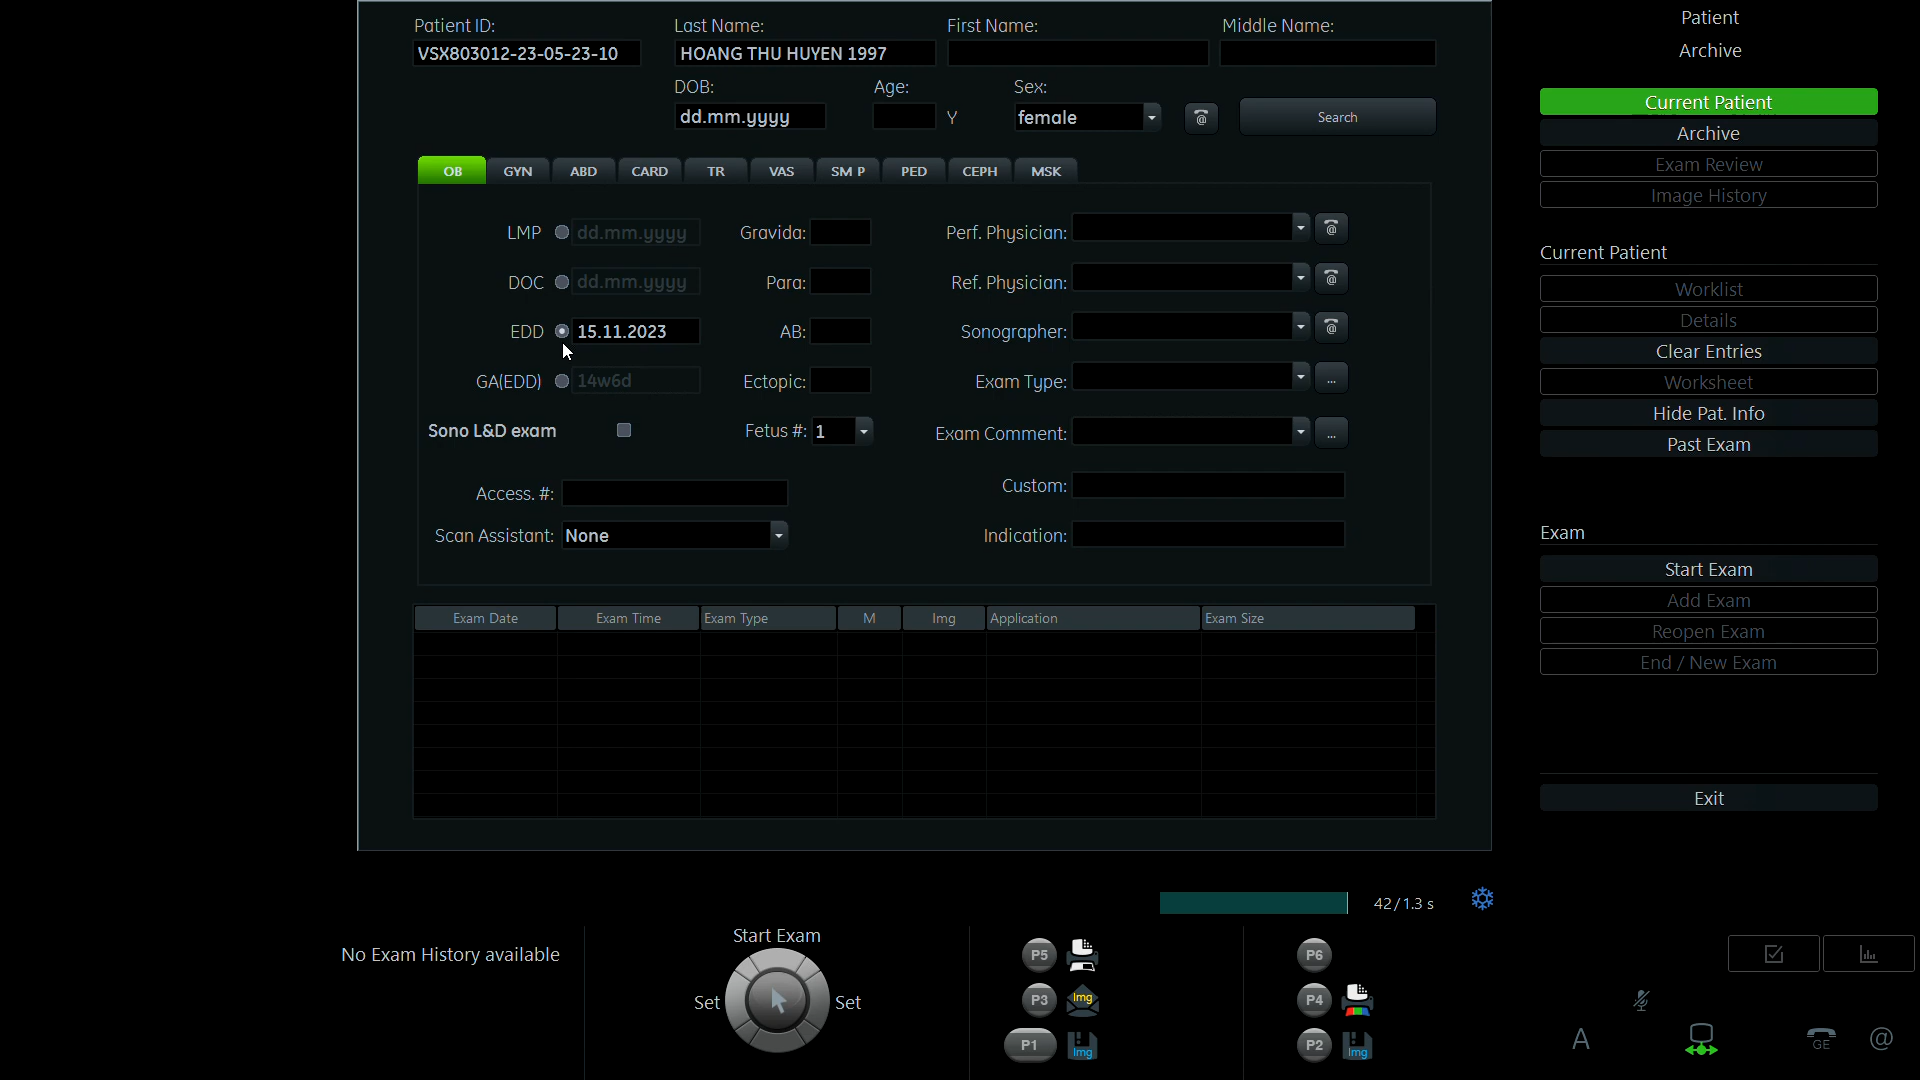 Patient ID: Last Name: First Name: Middle Name:
VSX803012-23-05-23-10 HOANG THU HUYEN 1997
DOB: Age: Sex:
dd.mm.yyyy Y female @ Search
OB GYN ABD CARD TR VAS SM P PED CEPH MSK
LMP dd.mm.yyyy Gravida: Perf. Physician: @
DOC dd.mm.yyyy Para: Ref. Physician: @
EDD 15.11.2023 AB: Sonographer: @
GA(EDD) 14w6d Ectopic: Exam Type: ...
Sono L&D exam Fetus #: 1 Exam Comment: ...
Access. #: Custom:
Scan Assistant: None Indication:
Exam Date Exam Time Exam Type M Img Application Exam Size
Patient
Archive
Current Patient
Archive
Exam Review
Image History
Current Patient
Worklist
Details
Clear Entries
Worksheet
Hide Pat. Info
Past Exam
Exam
Start Exam
Add Exam
Reopen Exam
End / New Exam
Exit
42/1.3 s
No Exam History available
Start Exam
Set Set
P5 P6
P3 Img P4
P1 Img P2 Img
A GE @